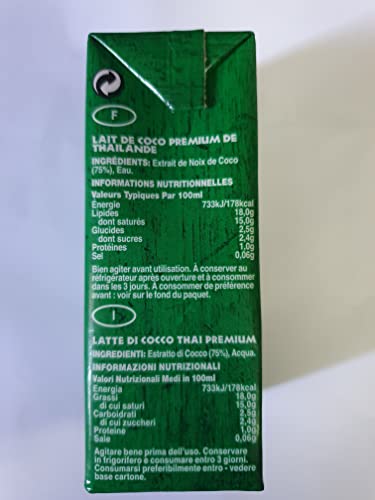 F
LAIT DE COCO PREMIUM DE
THAILANDE
INGRÉDIENTS: Extrait de Noix de Coco
(75%), Eau.
INFORMATIONS NUTRITIONNELLES
Valeurs Typiques Par 100ml
Énergie 733kJ/178kcal
Lipides 18,0g
dont saturés 15,0g
Glucides 2,5g
dont sucres 2,4g
Protéines 1,0g
Sel 0,06g
Bien agiter avant utilisation. À conserver au
réfrigérateur après ouverture et à consommer
dans les 3 jours. À consommer de préférence
avant : voir sur le fond du paquet.
I
LATTE DI COCCO THAI PREMIUM
INGREDIENTI: Estratto di Cocco (75%), Acqua.
INFORMAZIONI NUTRIZIONALI
Valori Nutrizionali Medi in 100ml
Energia 733kJ/178kcal
Grassi 18,0g
di cui saturi 15,0g
Carboidrati 2,5g
di cui zuccheri 2,4g
Proteine 1,0g
Sale 0,06g
Agitare bene prima dell'uso. Conservare
in frigorifero e consumare entro 3 giorni.
Consumarsi preferibilmente entro - vedere
base cartone.